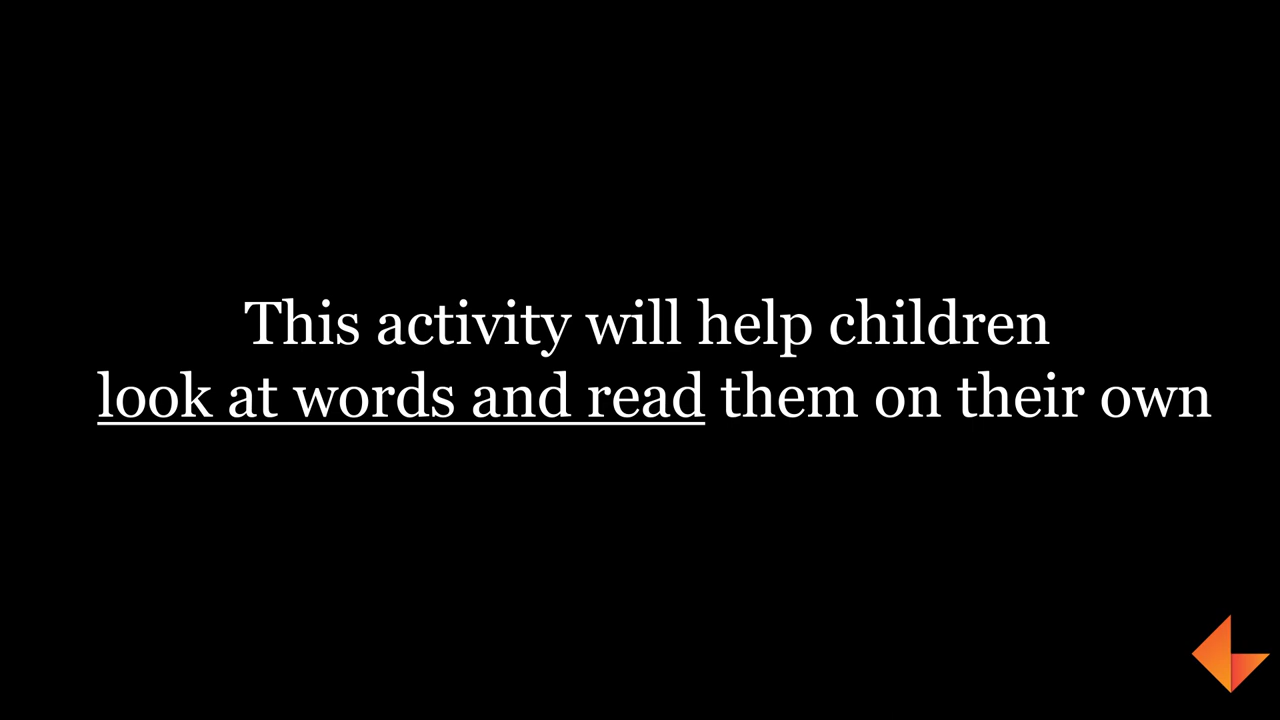 This activity will help children
look at words and read them on their own